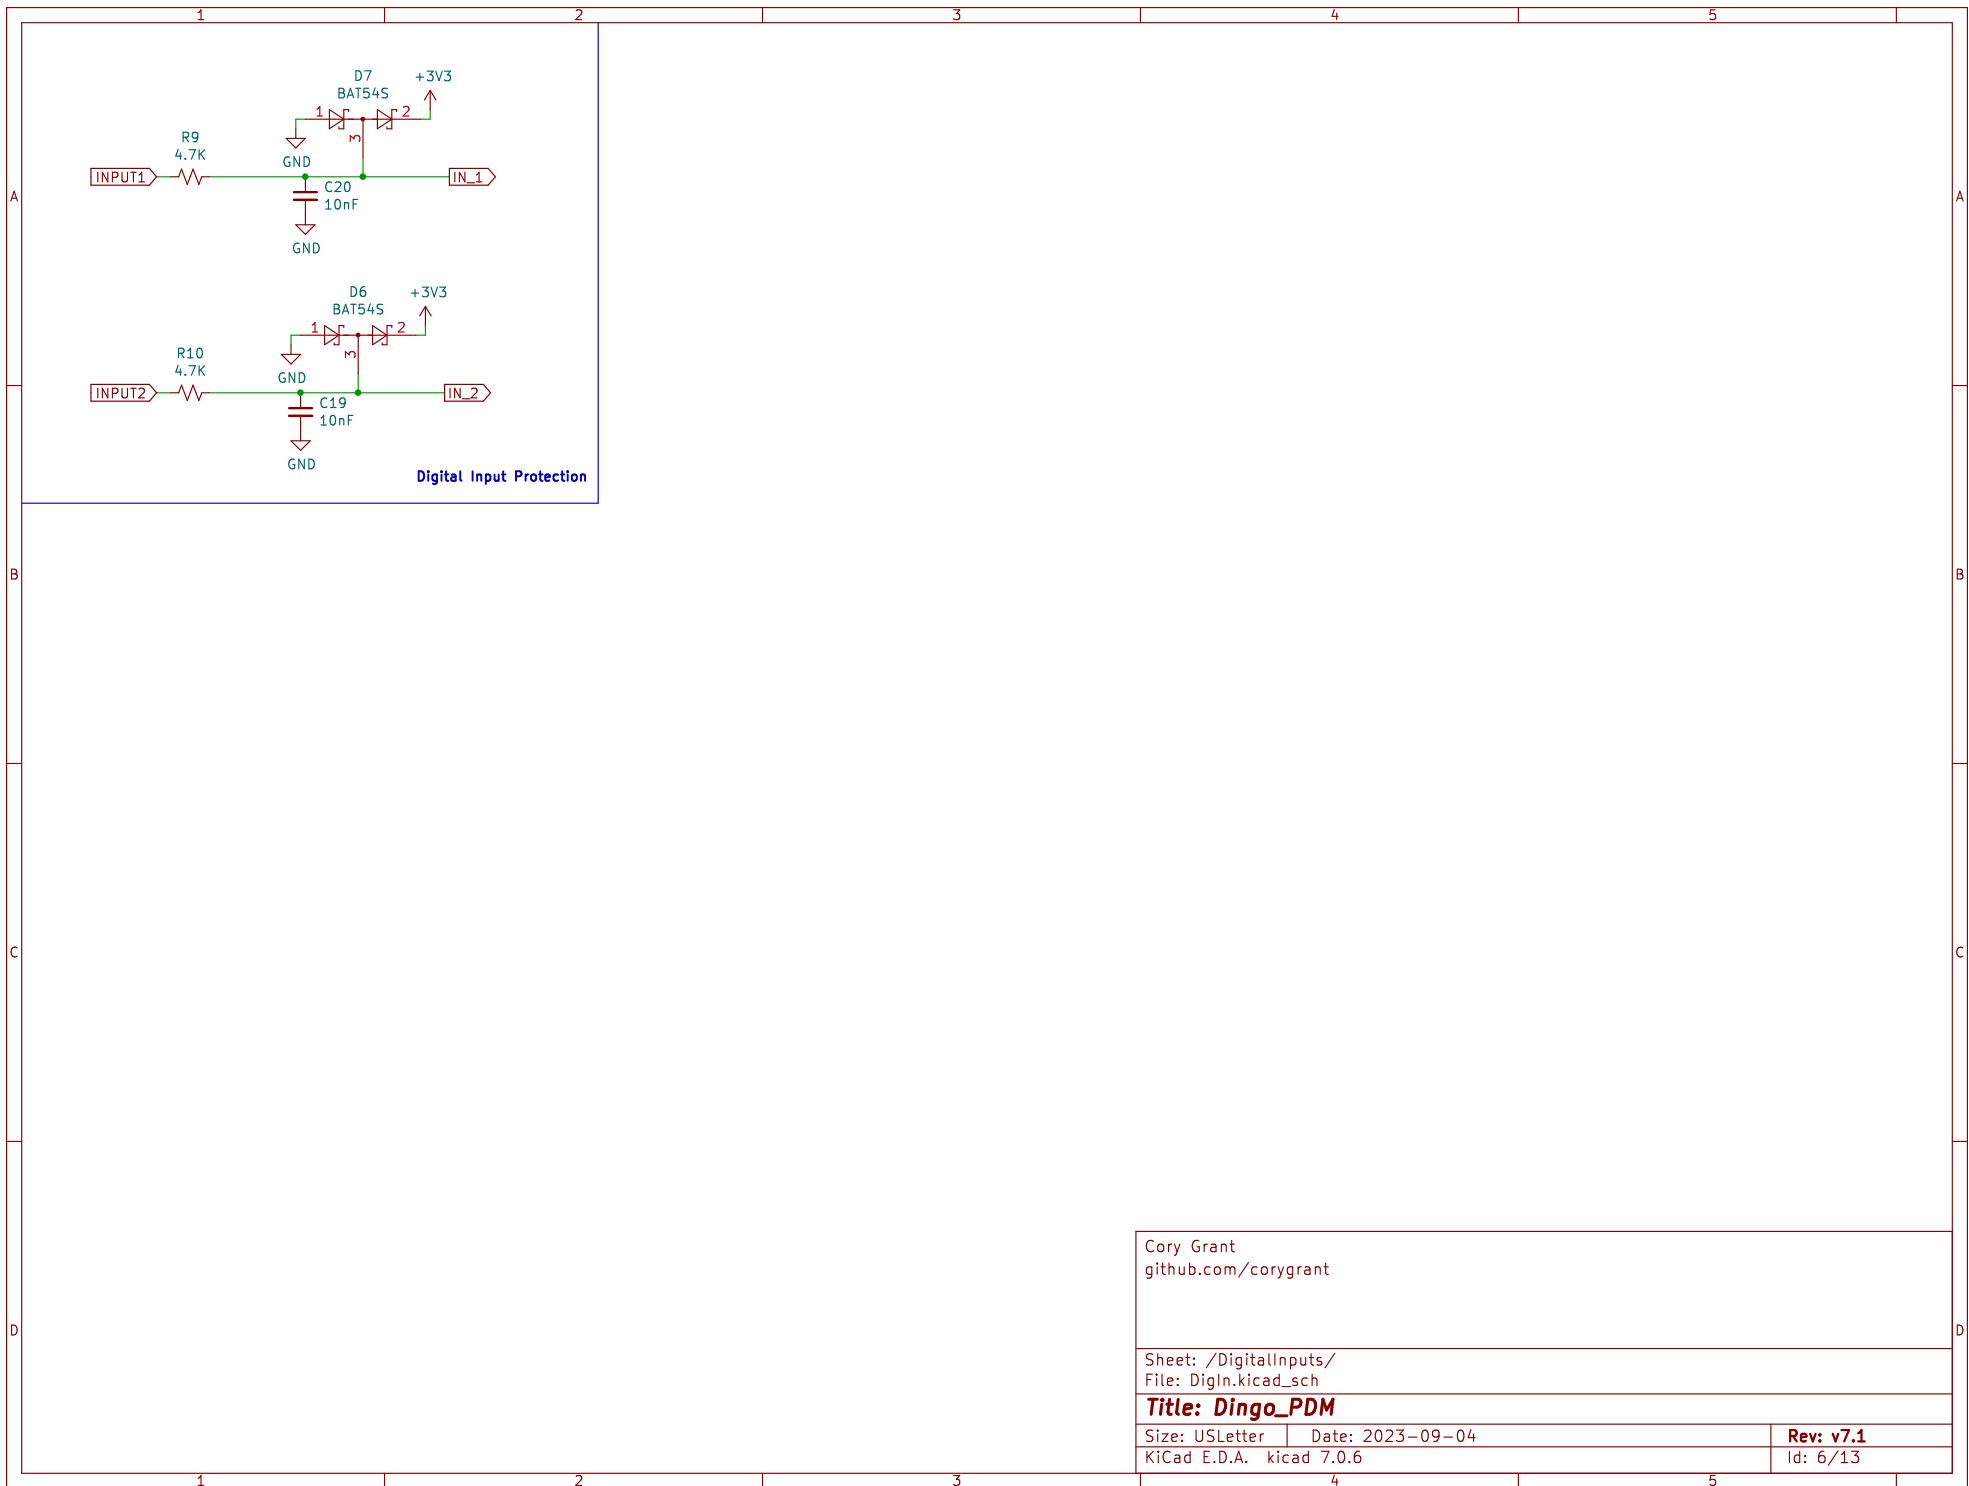 1 2 3 4 5
D7
BAT54S
+3V3
1 2
3
GND
R9
4.7K
INPUT1
IN_1
C20
10nF
GND
A A
D6
BAT54S
+3V3
1 2
3
GND
R10
4.7K
INPUT2
IN_2
C19
10nF
GND
Digital Input Protection
B B
C C
D D
Cory Grant
github.com/corygrant
Sheet: /DigitalInputs/
File: DigIn.kicad_sch
Title: Dingo_PDM
Size: USLetter Date: 2023-09-04 Rev: v7.1
KiCad E.D.A. kicad 7.0.6 Id: 6/13
1 2 3 4 5